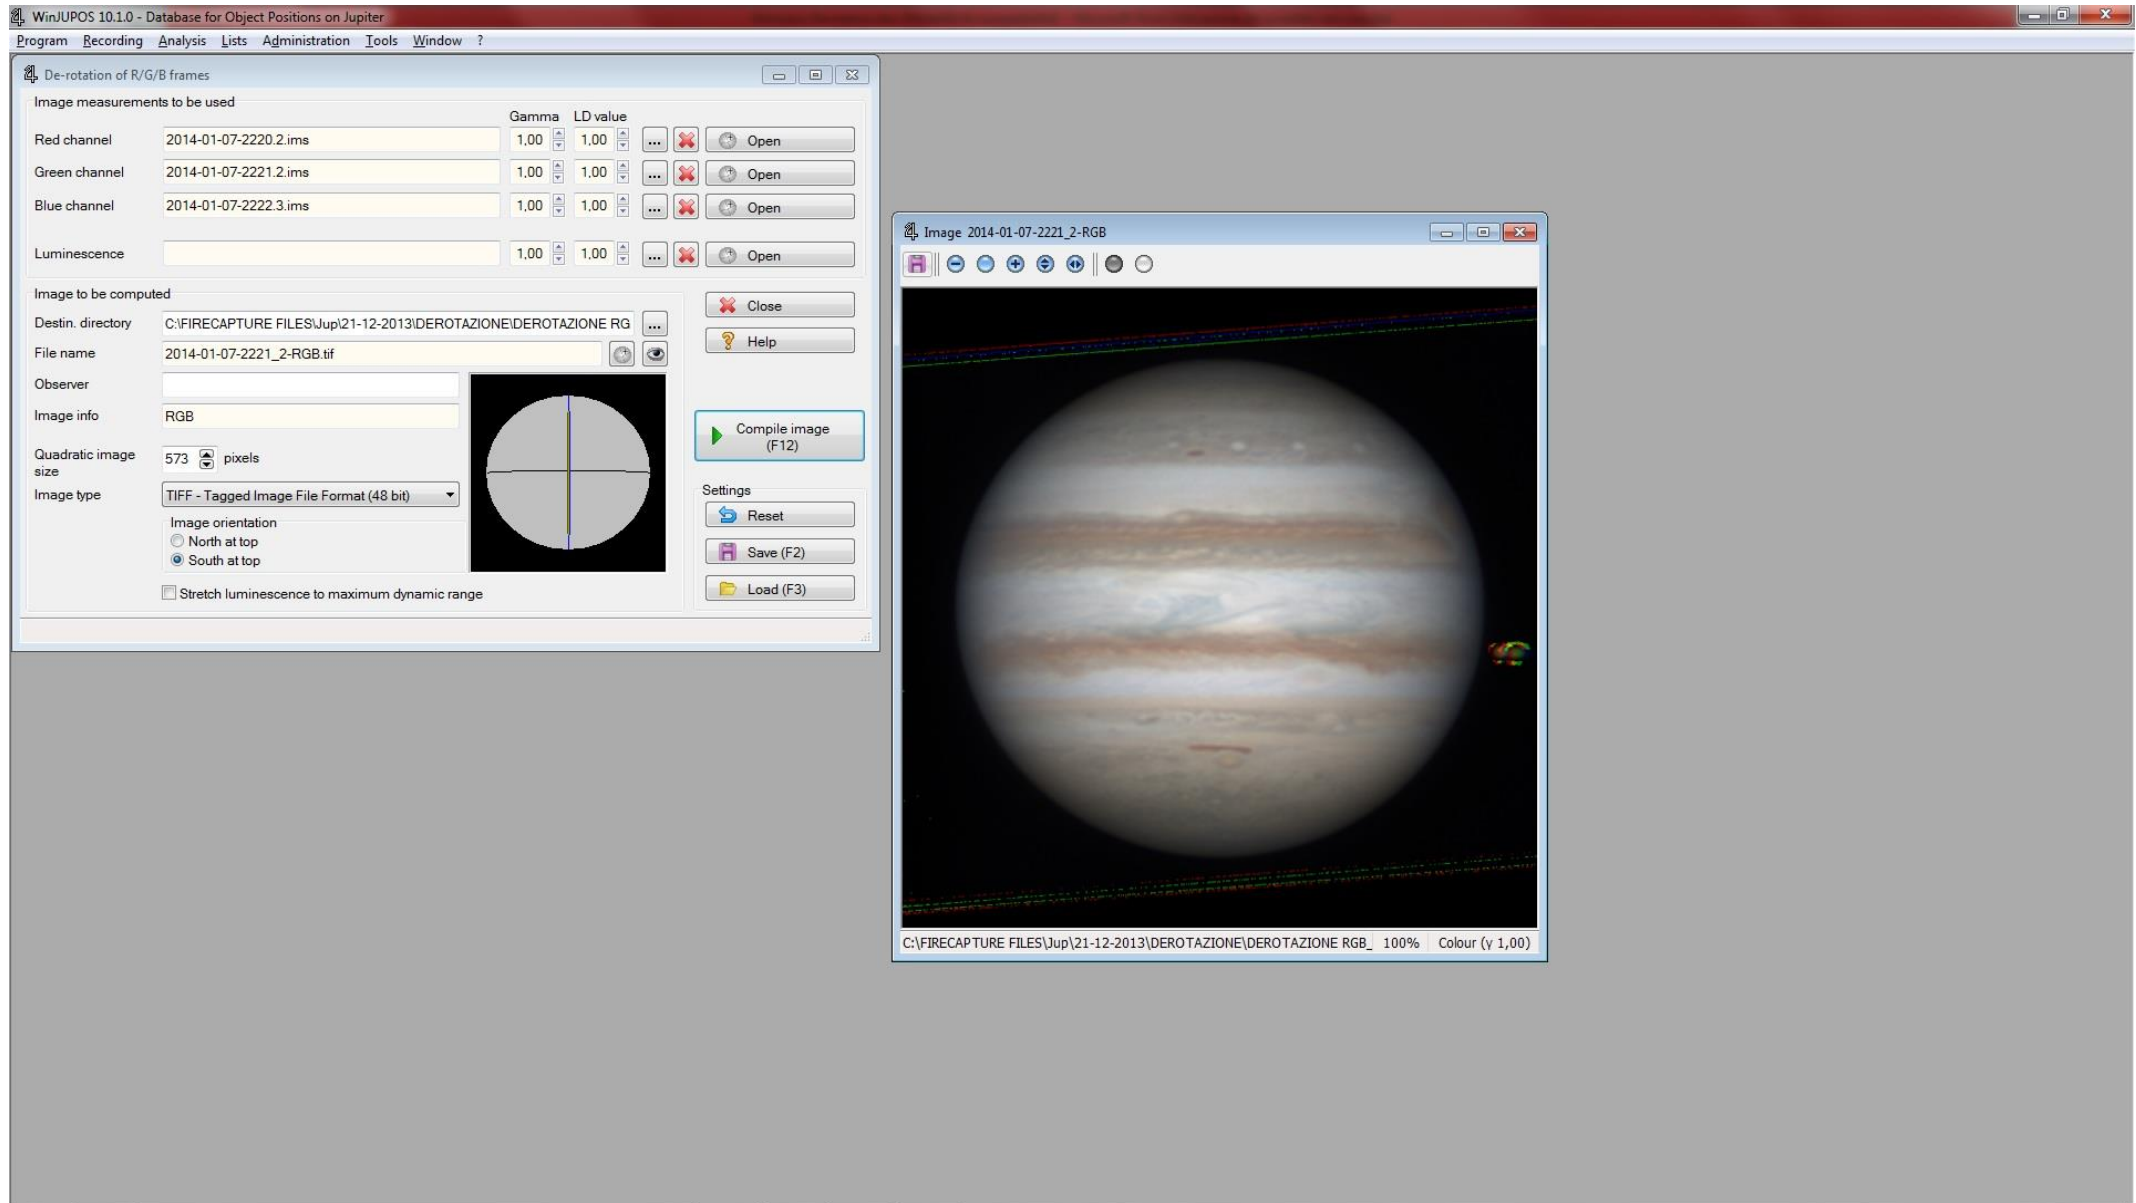 WinJUPOS 10.1.0 - Database for Object Positions on Jupiter
Program Recording Analysis Lists Administration Tools Window ?
De-rotation of R/G/B frames
Image measurements to be used
Gamma LD value
Red channel 2014-01-07-2220.2.ims 1,00 1,00 ... Open
Green channel 2014-01-07-2221.2.ims 1,00 1,00 ... Open
Blue channel 2014-01-07-2222.3.ims 1,00 1,00 ... Open
Luminescence 1,00 1,00 ... Open
Image to be computed
Close
Destin. directory C:\FIRECAPTURE FILES\Jup\21-12-2013\DEROTAZIONE\DEROTAZIONE RG ...
Help
File name 2014-01-07-2221_2-RGB.tif
Observer
Image info RGB
Compile image
(F12)
Quadratic image
size
573 pixels
Image type TIFF - Tagged Image File Format (48 bit)
Settings
Reset
Image orientation
North at top
South at top
Save (F2)
Load (F3)
Stretch luminescence to maximum dynamic range
Image 2014-01-07-2221_2-RGB
C:\FIRECAPTURE FILES\Jup\21-12-2013\DEROTAZIONE\DEROTAZIONE RGB_ 100% Colour (γ 1,00)